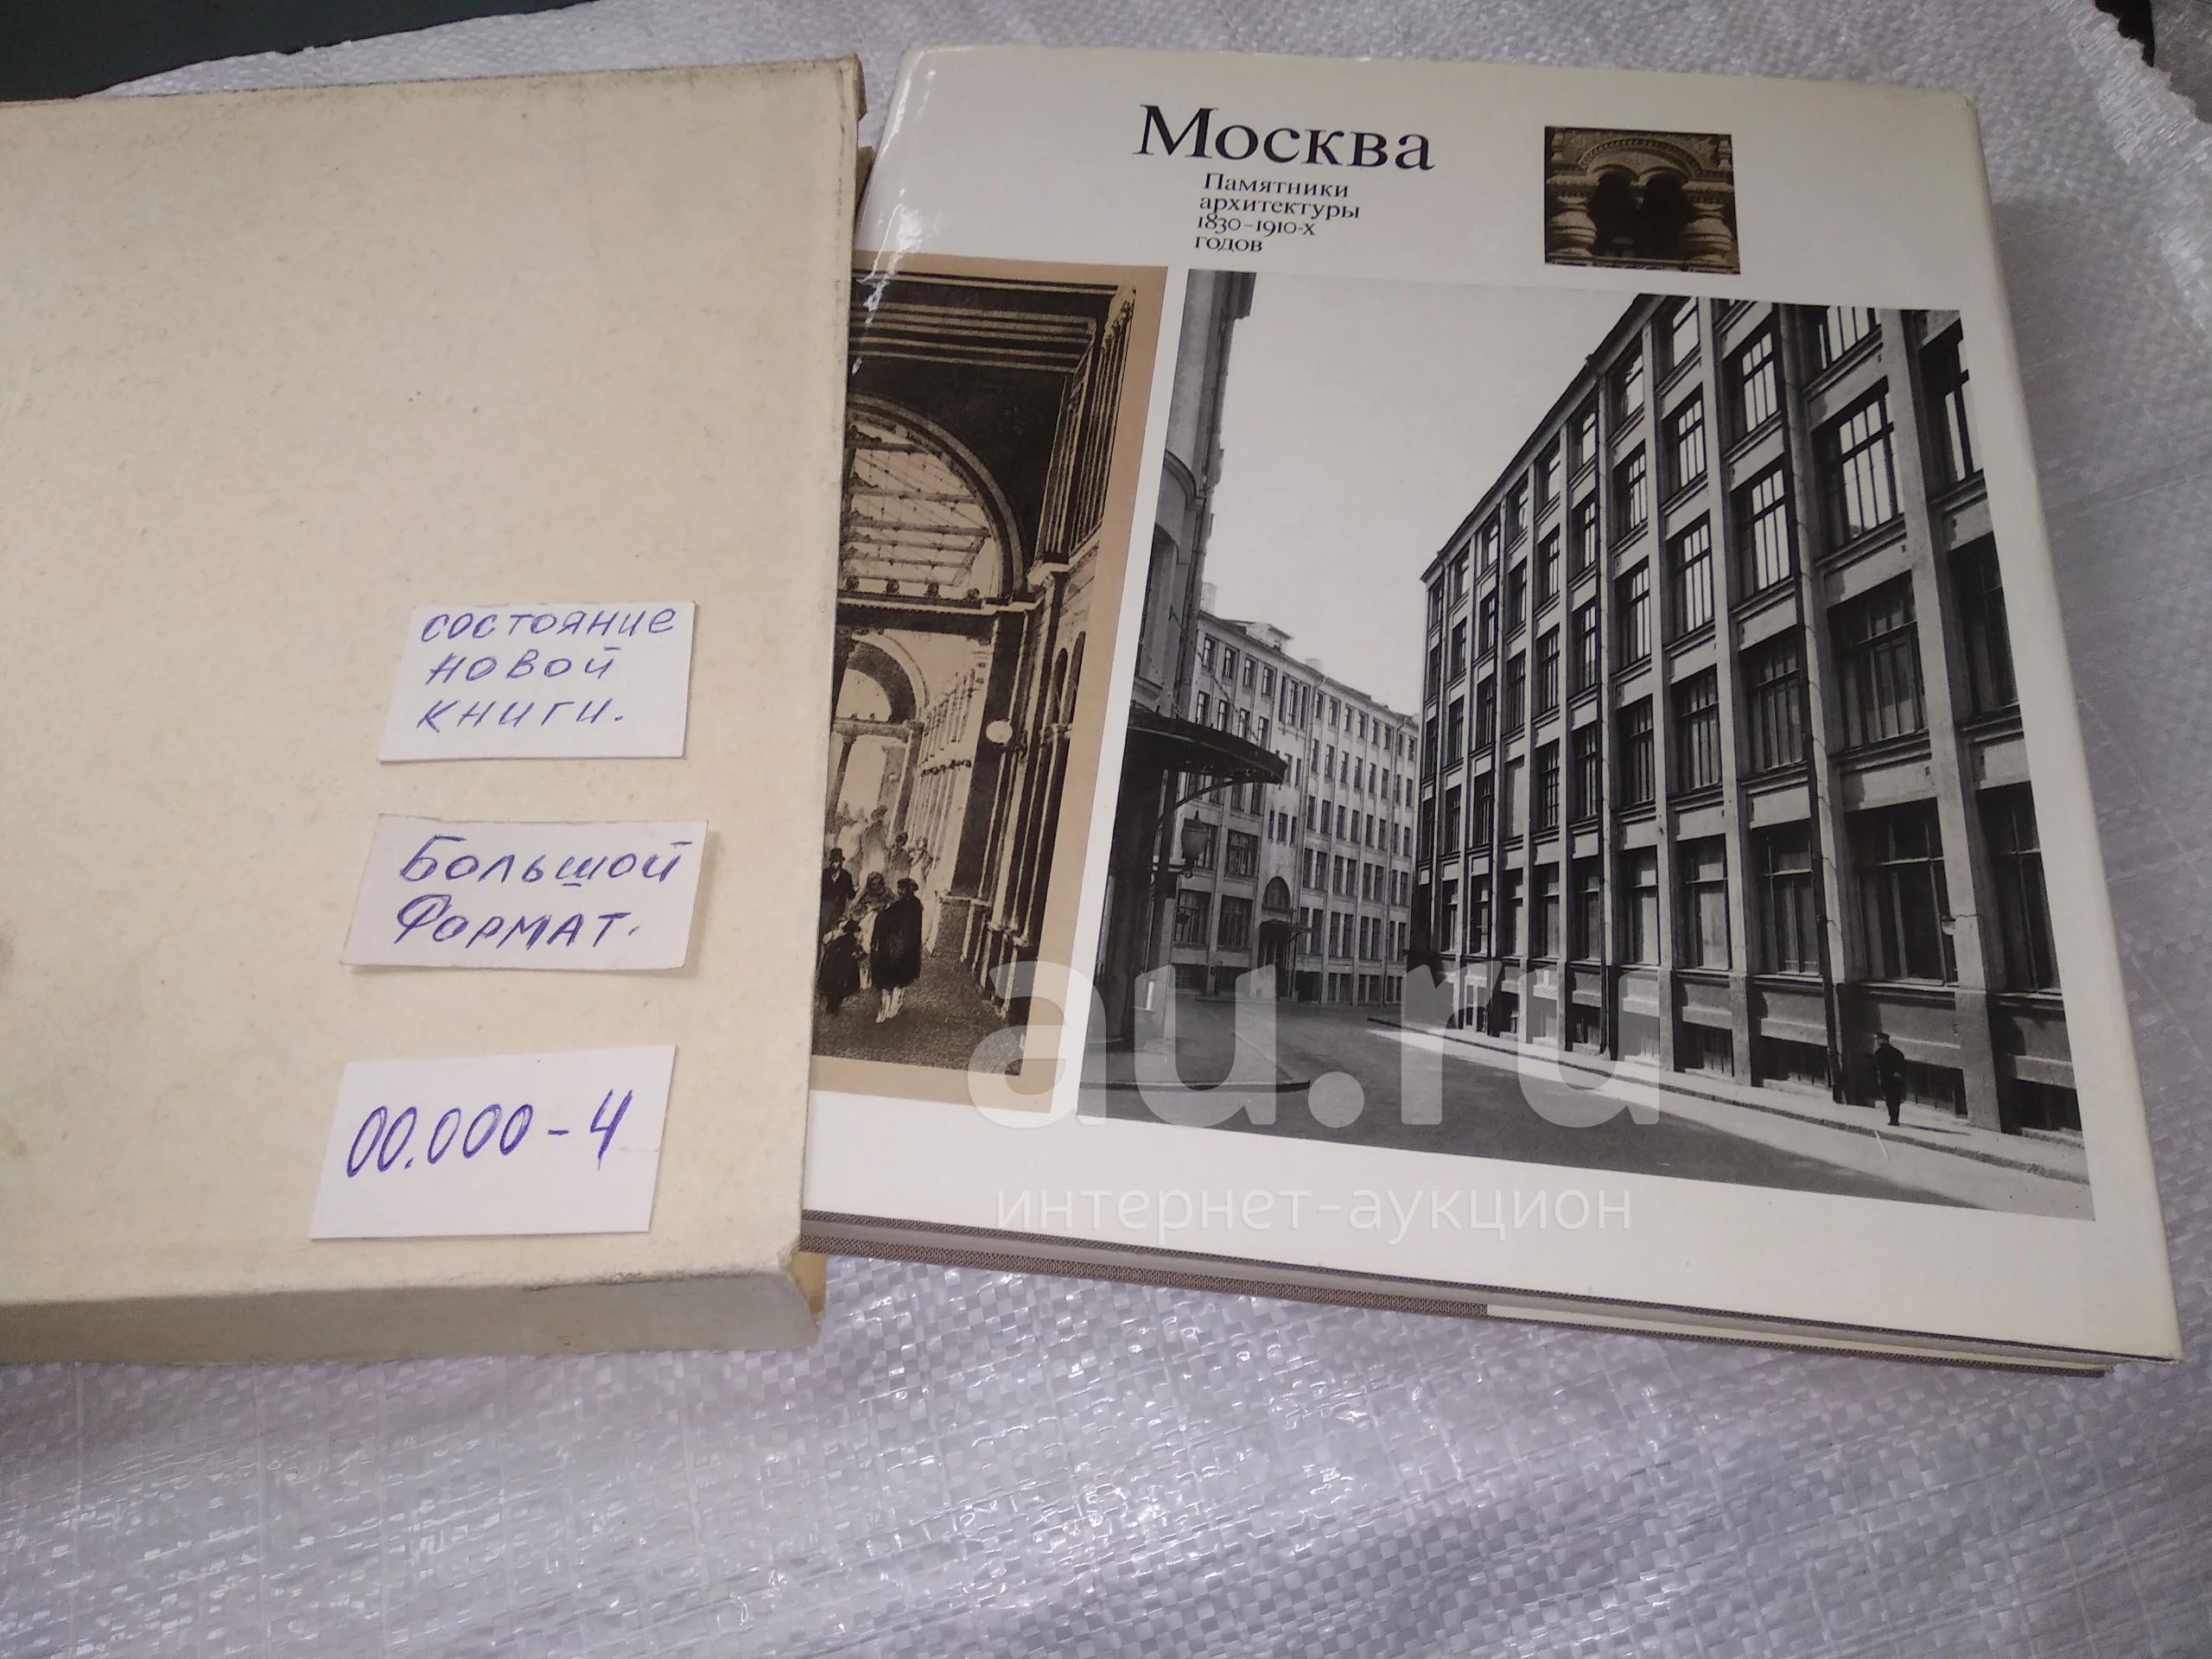 состояние
новой
книги.
Большой
Формат.
00.000-4
Москва
Памятники
архитектуры
1830-1910-х
годов
au.ru
интернет-аукцион